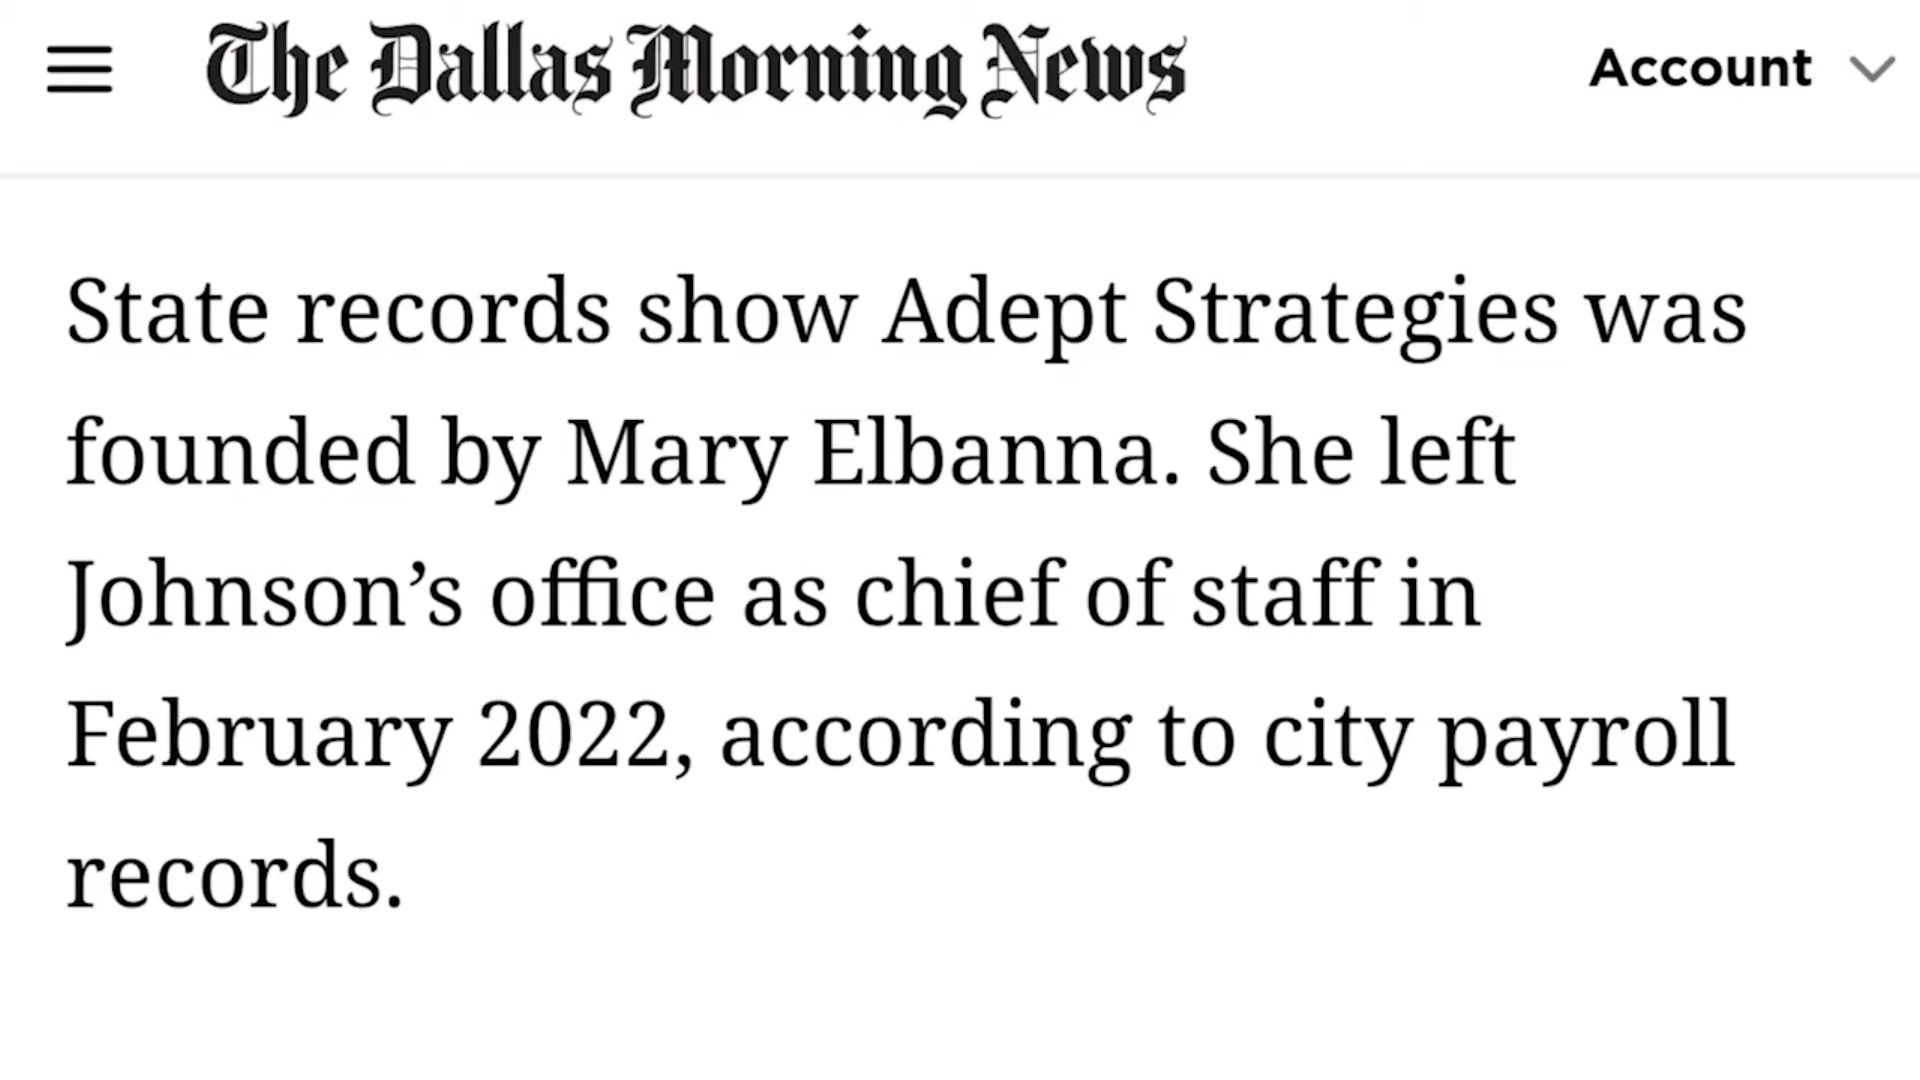 The Dallas Morning News
Account
State records show Adept Strategies was
founded by Mary Elbanna. She left
Johnson’s office as chief of staff in
February 2022, according to city payroll
records.